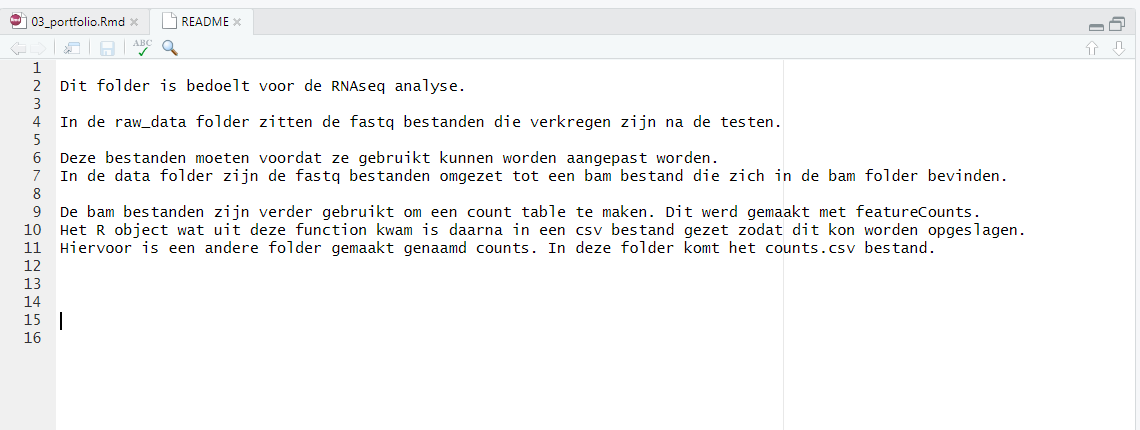 03_portfolio.Rmd
README
ABC
1
2 Dit folder is bedoelt voor de RNAseq analyse.
3
4 In de raw_data folder zitten de fastq bestanden die verkregen zijn na de testen.
5
6 Deze bestanden moeten voordat ze gebruikt kunnen worden aangepast worden.
7 In de data folder zijn de fastq bestanden omgezet tot een bam bestand die zich in de bam folder bevinden.
8
9 De bam bestanden zijn verder gebruikt om een count table te maken. Dit werd gemaakt met featureCounts.
10 Het R object wat uit deze function kwam is daarna in een csv bestand gezet zodat dit kon worden opgeslagen.
11 Hiervoor is een andere folder gemaakt genaamd counts. In deze folder komt het counts.csv bestand.
12
13
14
15
16